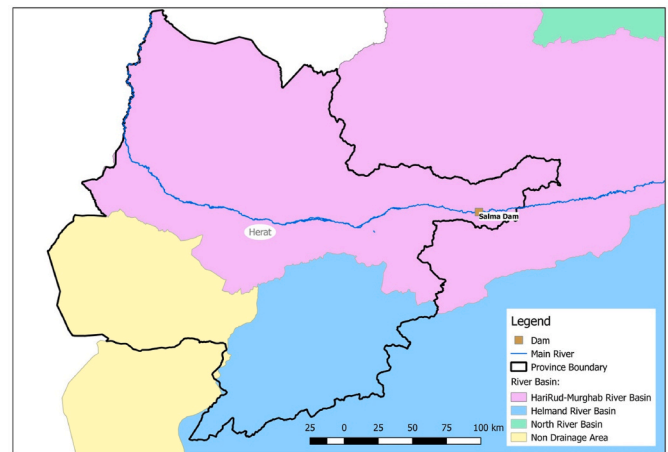 Salma Dam
Herat
Legend
Dam
Main River
Province Boundary
River Basin:
HariRud-Murghab River Basin
Helmand River Basin
North River Basin
Non Drainage Area
25 0 25 50 75 100 km